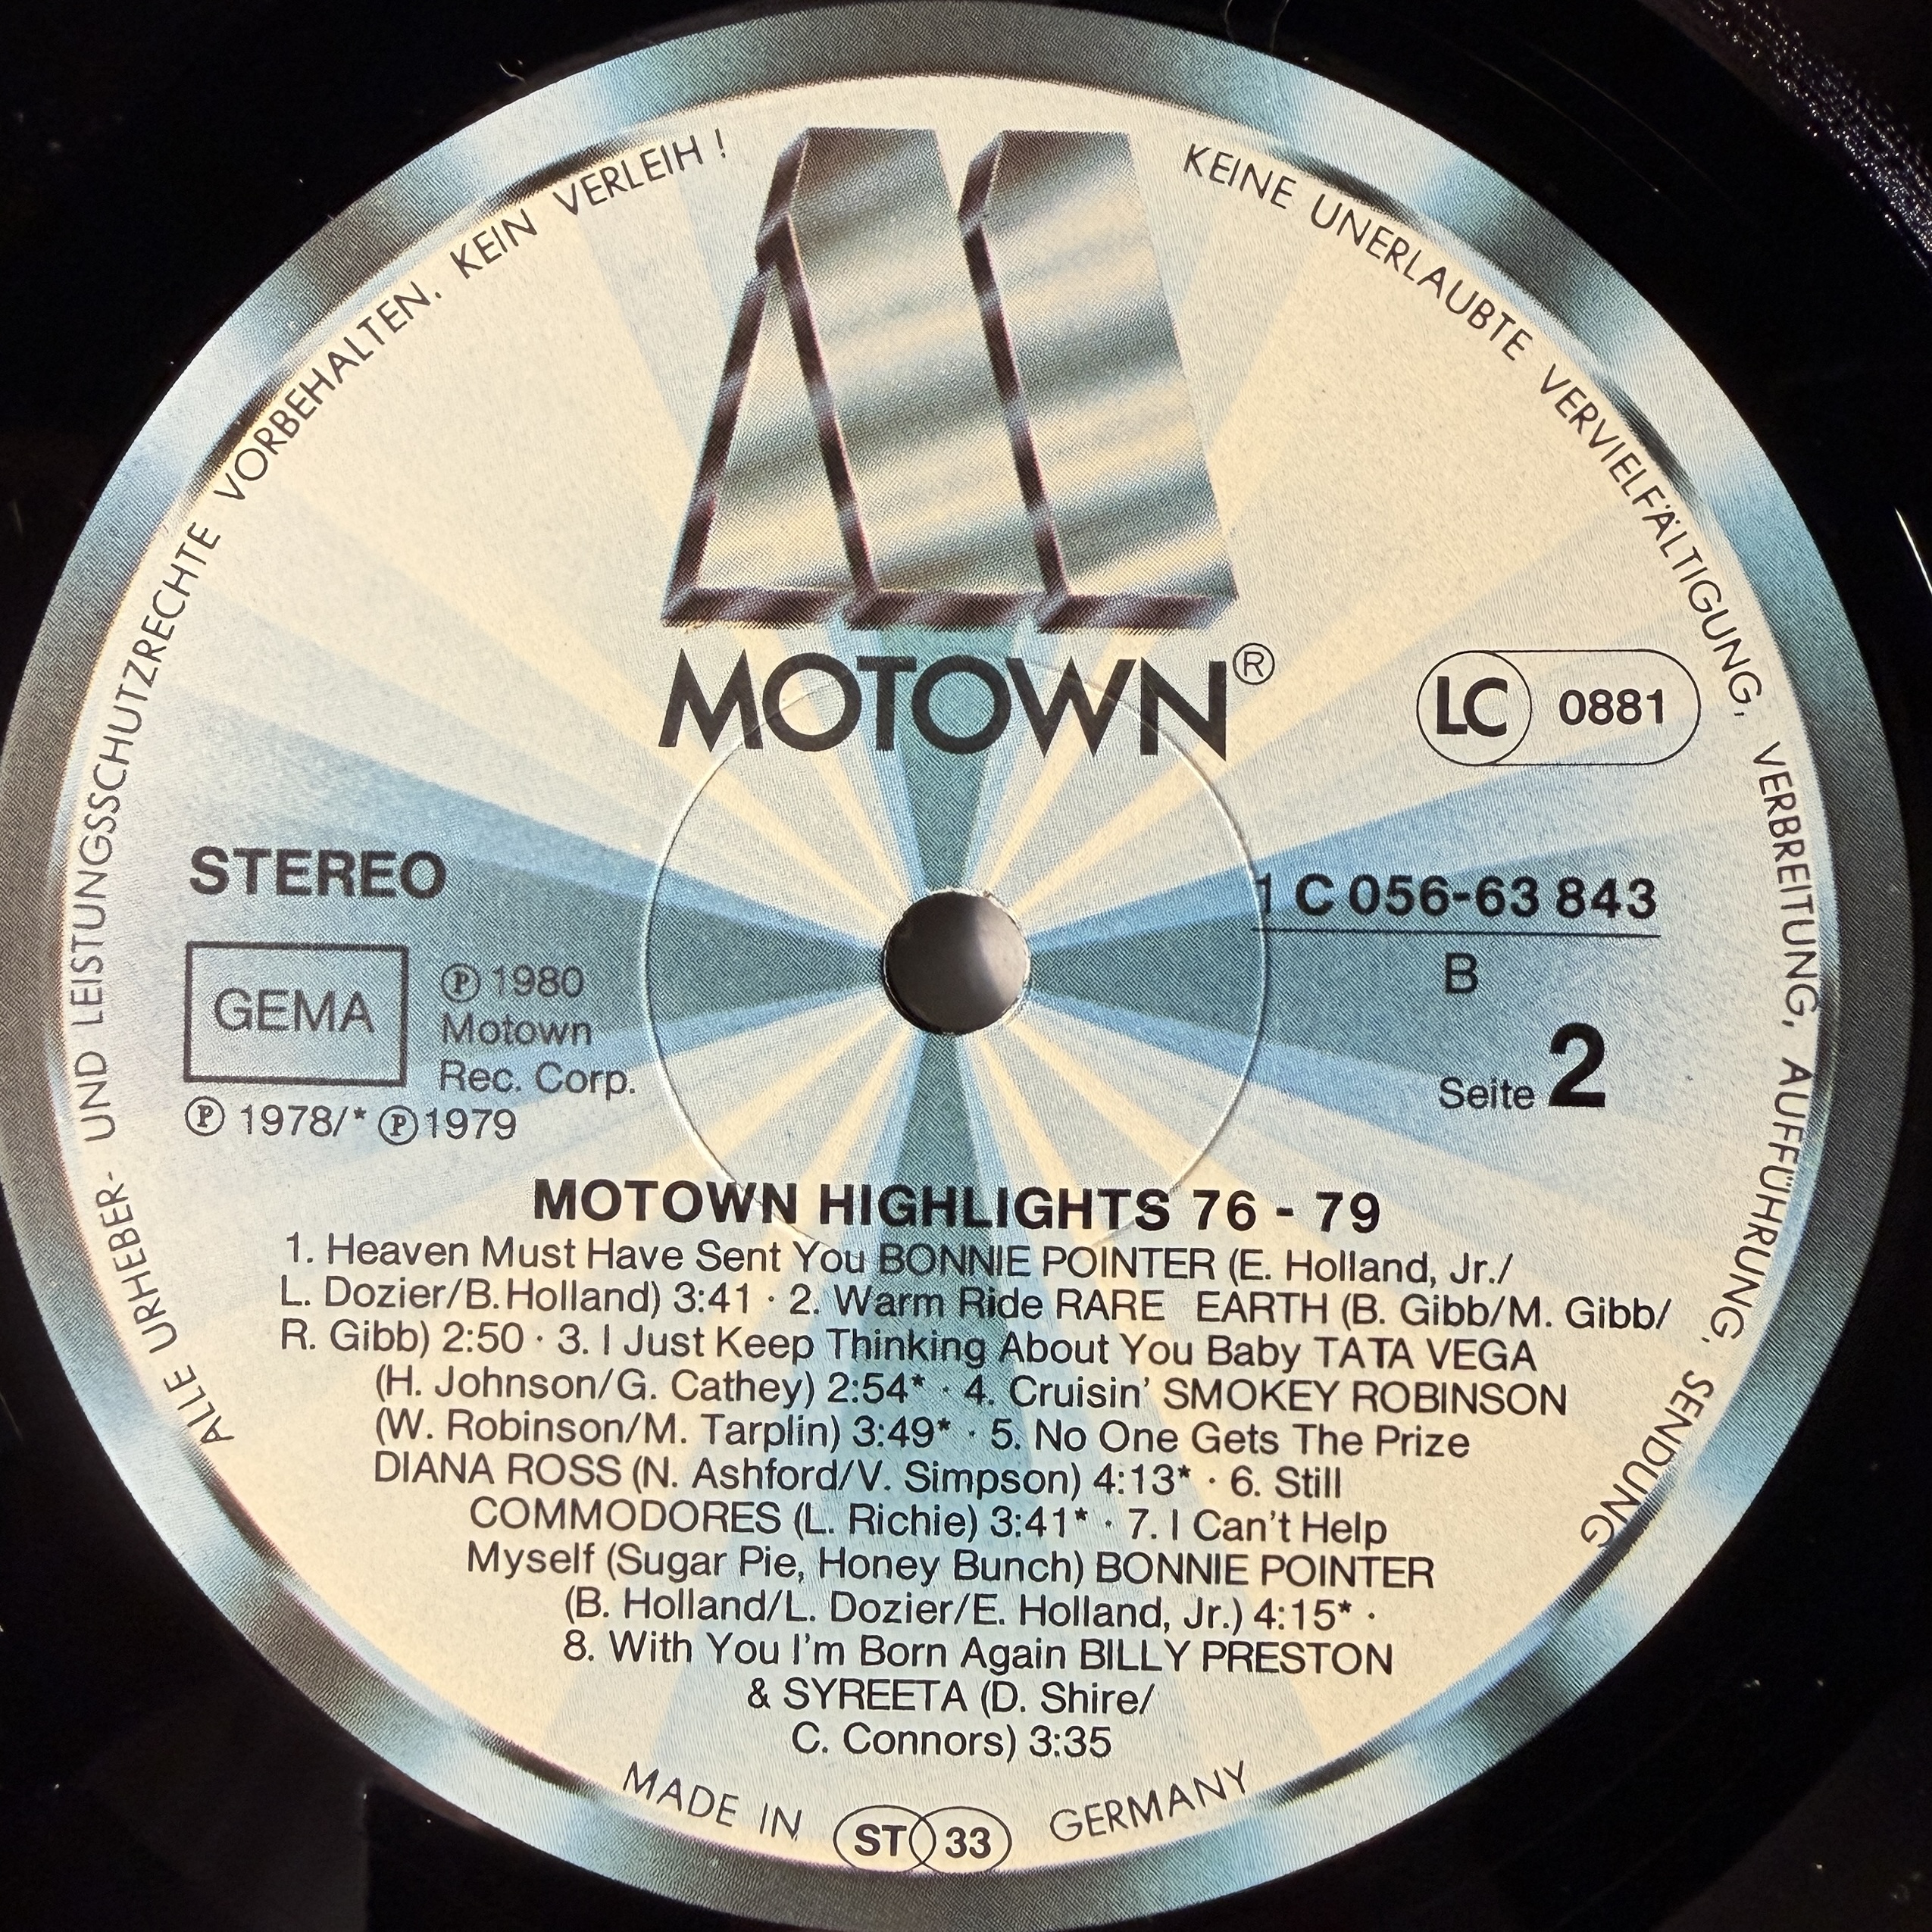 ALLE URHEBER- UND LEISTUNGSSCHUTZRECHTE VORBEHALTEN. KEIN VERLEIH !
KEINE UNERLAUBTE VERVIELFÄLTIGUNG, VERBREITUNG, AUFFÜHRUNG, SENDUNG
MOTOWN®
LC 0881
STEREO
1 C 056-63 843
B
GEMA
Ⓟ 1980
Motown
Rec. Corp.
Ⓟ 1978/* Ⓟ1979
Seite 2
MOTOWN HIGHLIGHTS 76 - 79
1. Heaven Must Have Sent You BONNIE POINTER (E. Holland, Jr./
L. Dozier/B.Holland) 3:41 · 2. Warm Ride RARE EARTH (B. Gibb/M. Gibb/
R. Gibb) 2:50 · 3. I Just Keep Thinking About You Baby TATA VEGA
(H. Johnson/G. Cathey) 2:54* · 4. Cruisin' SMOKEY ROBINSON
(W. Robinson/M. Tarplin) 3:49* · 5. No One Gets The Prize
DIANA ROSS (N. Ashford/V. Simpson) 4:13* · 6. Still
COMMODORES (L. Richie) 3:41* · 7. I Can't Help
Myself (Sugar Pie, Honey Bunch) BONNIE POINTER
(B. Holland/L. Dozier/E. Holland, Jr.) 4:15* ·
8. With You I'm Born Again BILLY PRESTON
& SYREETA (D. Shire/
C. Connors) 3:35
MADE IN GERMANY
ST 33